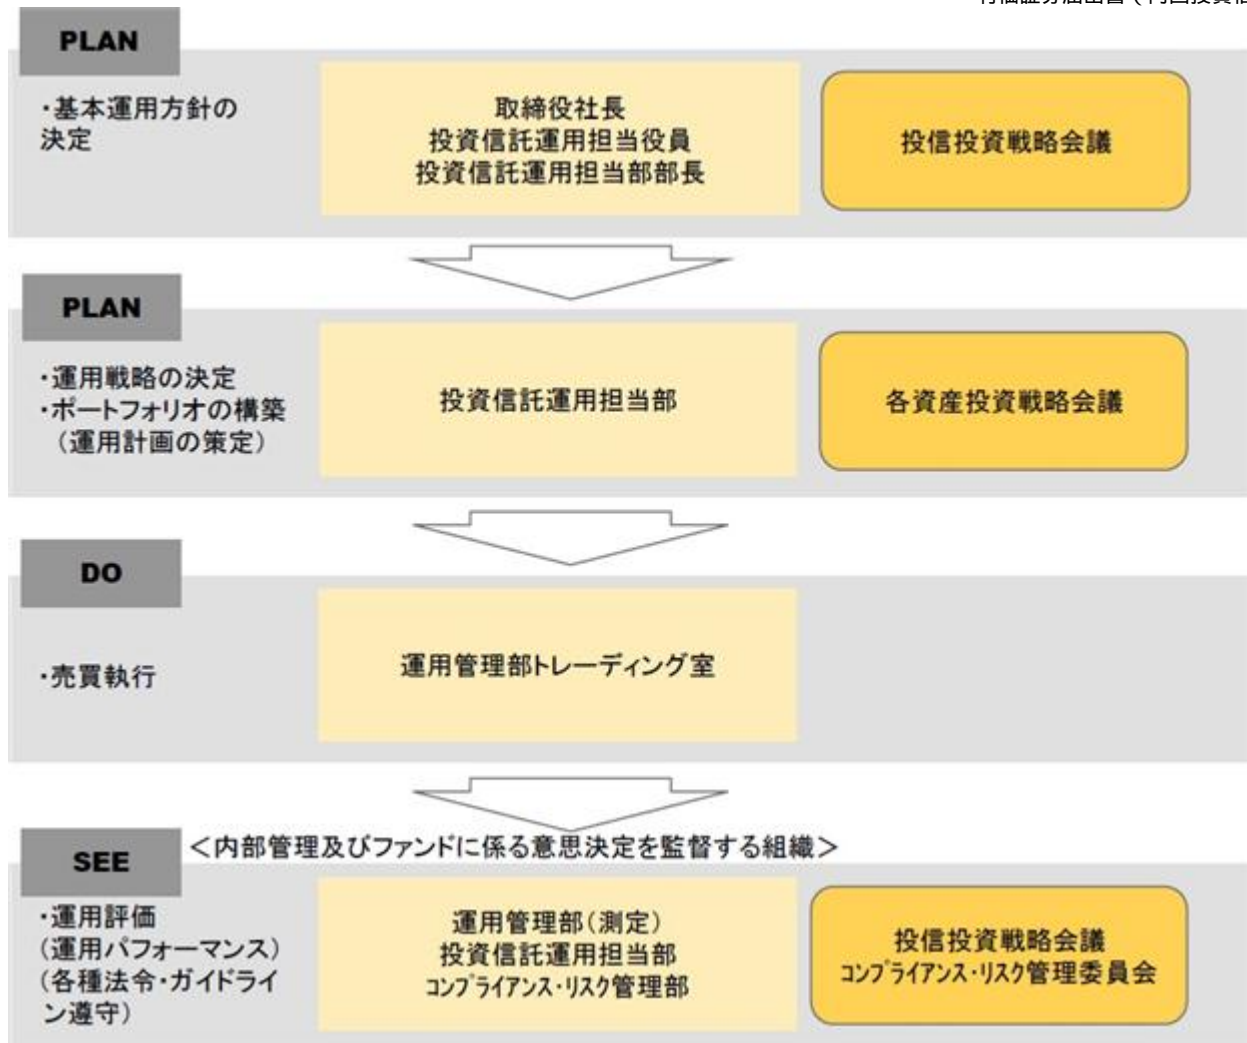 PLAN
・基本運用方針の
決定
取締役社長
投資信託運用担当役員
投資信託運用担当部部長
投信投資戦略会議
PLAN
・運用戦略の決定
・ポートフォリオの構築
(運用計画の策定)
投資信託運用担当部
各資産投資戦略会議
DO
・売買執行
運用管理部トレーディング室
SEE
＜内部管理及びファンドに係る意思決定を監督する組織＞
・運用評価
(運用パフォーマンス)
(各種法令・ガイドライ
ン遵守)
運用管理部(測定)
投資信託運用担当部
ｺﾝﾌﾟﾗｲｱﾝｽ・ﾘｽｸ管理部
投信投資戦略会議
ｺﾝﾌﾟﾗｲｱﾝｽ・ﾘｽｸ管理委員会